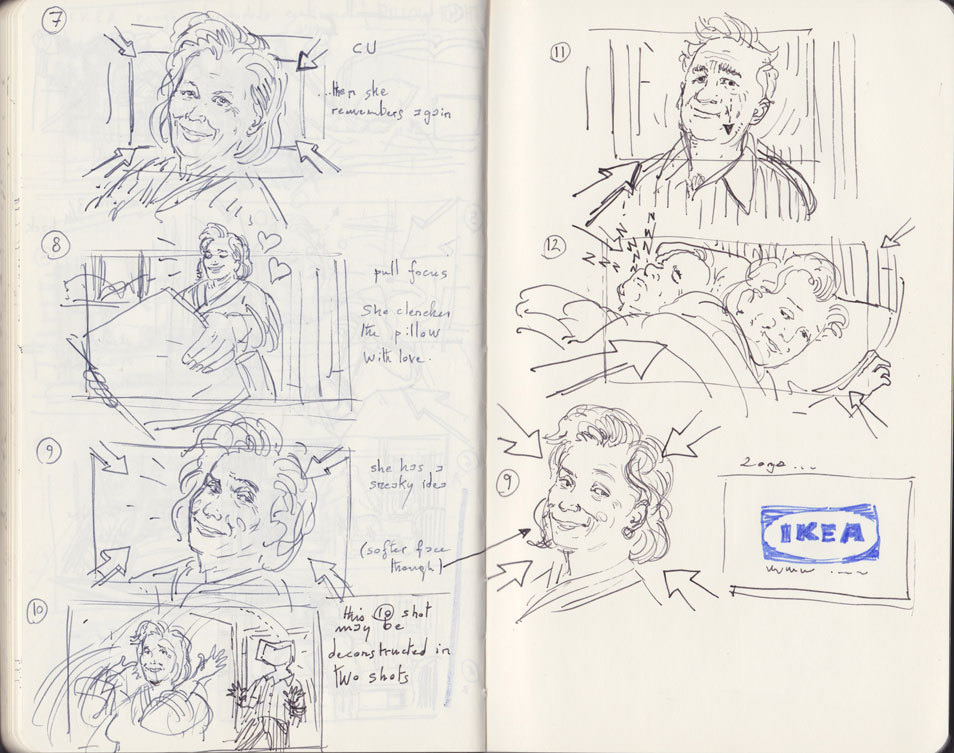 7
CU
...then she
remembers again
8
pull focus
She clenches
the pillow
with love.
9
she has a
sneaky idea
(softer face
though)
10
this 10 shot
may be
deconstructed in
two shots
11
12
Z Z Z Z
N N N N
9
Logo ...
IKEA
www ....